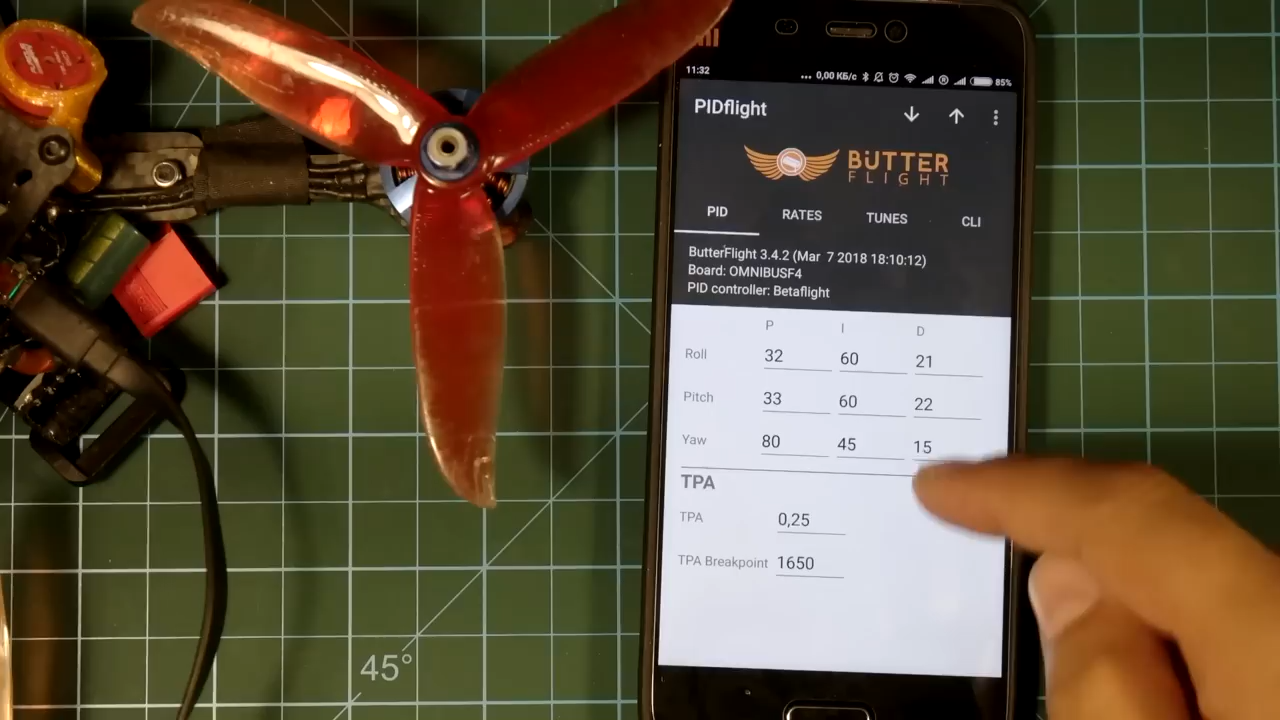 mi
11:32
... 0,00 КБ/с
85%
PIDflight
BUTTER
FLIGHT
PID RATES TUNES CLI
ButterFlight 3.4.2 (Mar 7 2018 18:10:12)
Board: OMNIBUSF4
PID controller: Betaflight
P I D
Roll 32 60 21
Pitch 33 60 22
Yaw 80 45 15
TPA
TPA 0,25
TPA Breakpoint 1650
45°